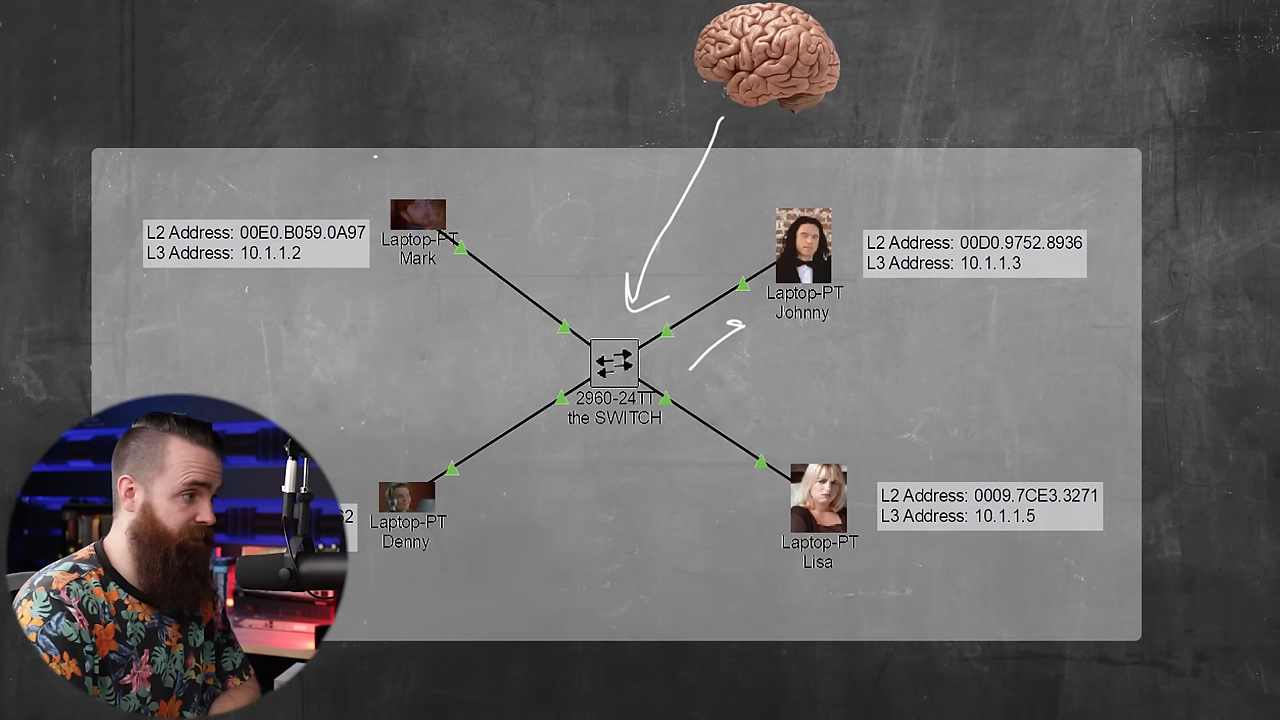 L2 Address: 00E0.B059.0A97
L3 Address: 10.1.1.2
Laptop-PT
Mark
L2 Address: 00D0.9752.8936
L3 Address: 10.1.1.3
Laptop-PT
Johnny
2960-24TT
the SWITCH
Laptop-PT
Denny
L2 Address: 0009.7CE3.3271
L3 Address: 10.1.1.5
Laptop-PT
Lisa